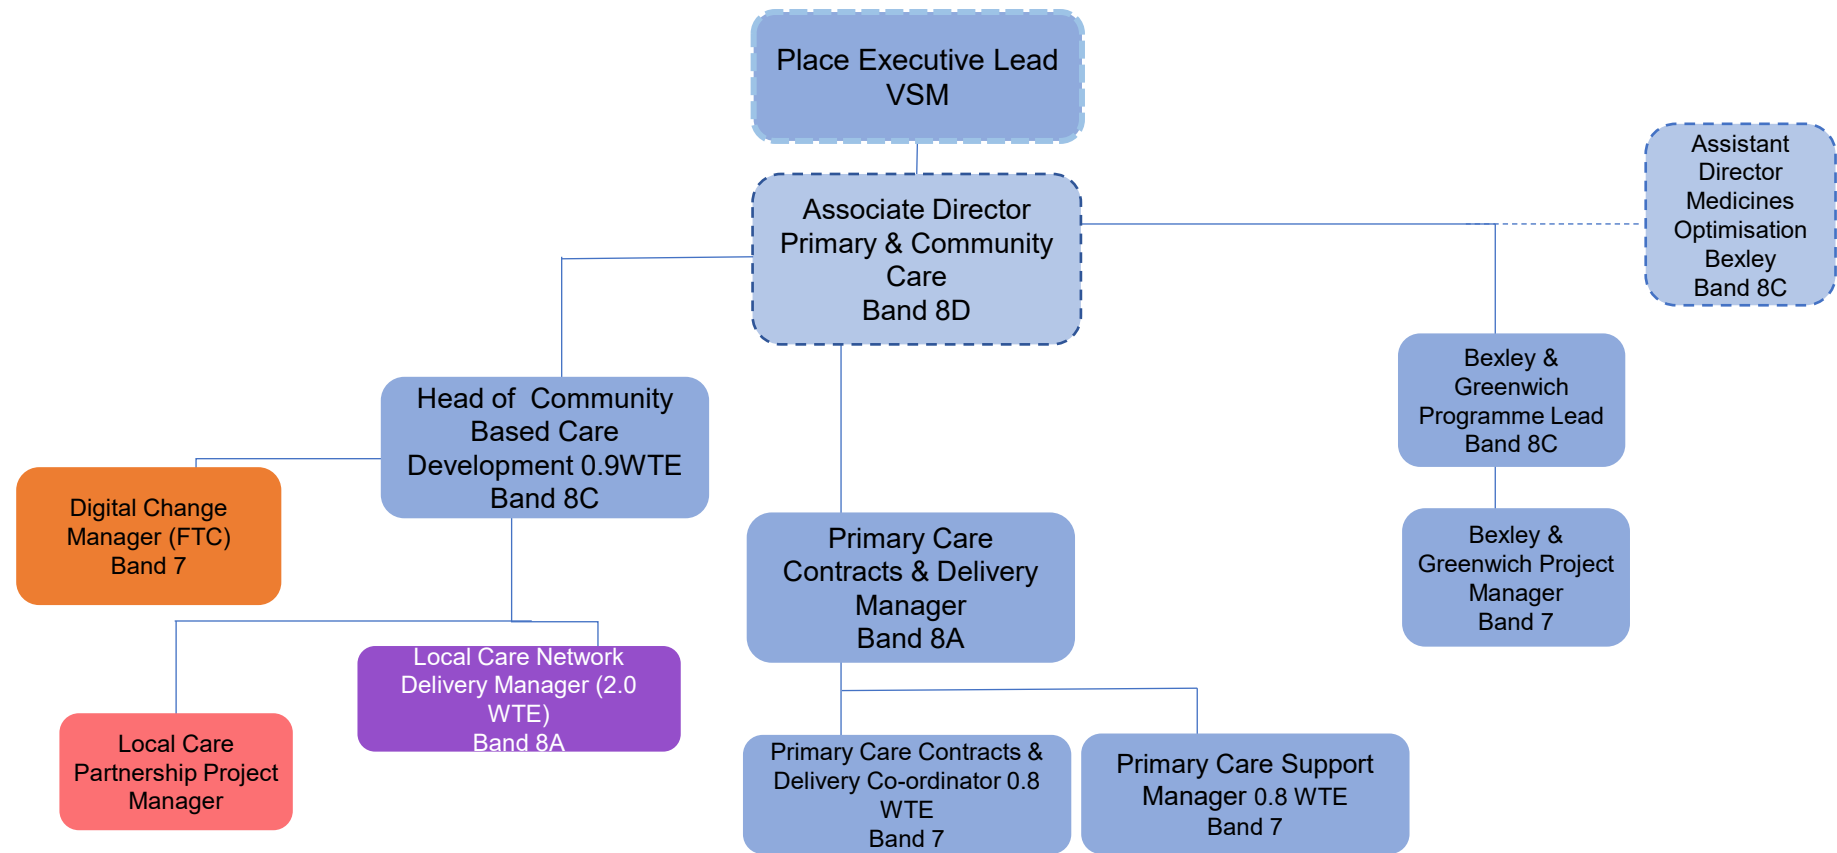 Place Executive Lead
VSM
Associate Director
Primary & Community
Care
Band 8D
Assistant
Director
Medicines
Optimisation
Bexley
Band 8C
Head of  Community
Based Care
Development 0.9WTE
Band 8C
Bexley &
Greenwich
Programme Lead
Band 8C
Digital Change
Manager (FTC)
Band 7
Primary Care
Contracts & Delivery
Manager
Band 8A
Bexley &
Greenwich Project
Manager
Band 7
Local Care Network
Delivery Manager (2.0
WTE)
Band 8A
Local Care
Partnership Project
Manager
Primary Care Contracts &
Delivery Co-ordinator 0.8
WTE
Band 7
Primary Care Support
Manager 0.8 WTE
Band 7